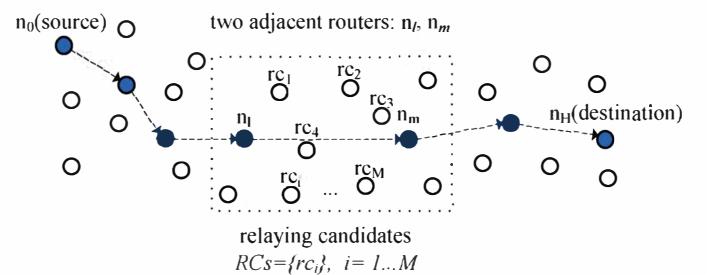 n0(source)
two adjacent routers: nl, nm
rc1
rc2
rc3
nl
rc4
nm
nH(destination)
rci
...
rcM
relaying candidates
RCs={rci}, i= 1...M